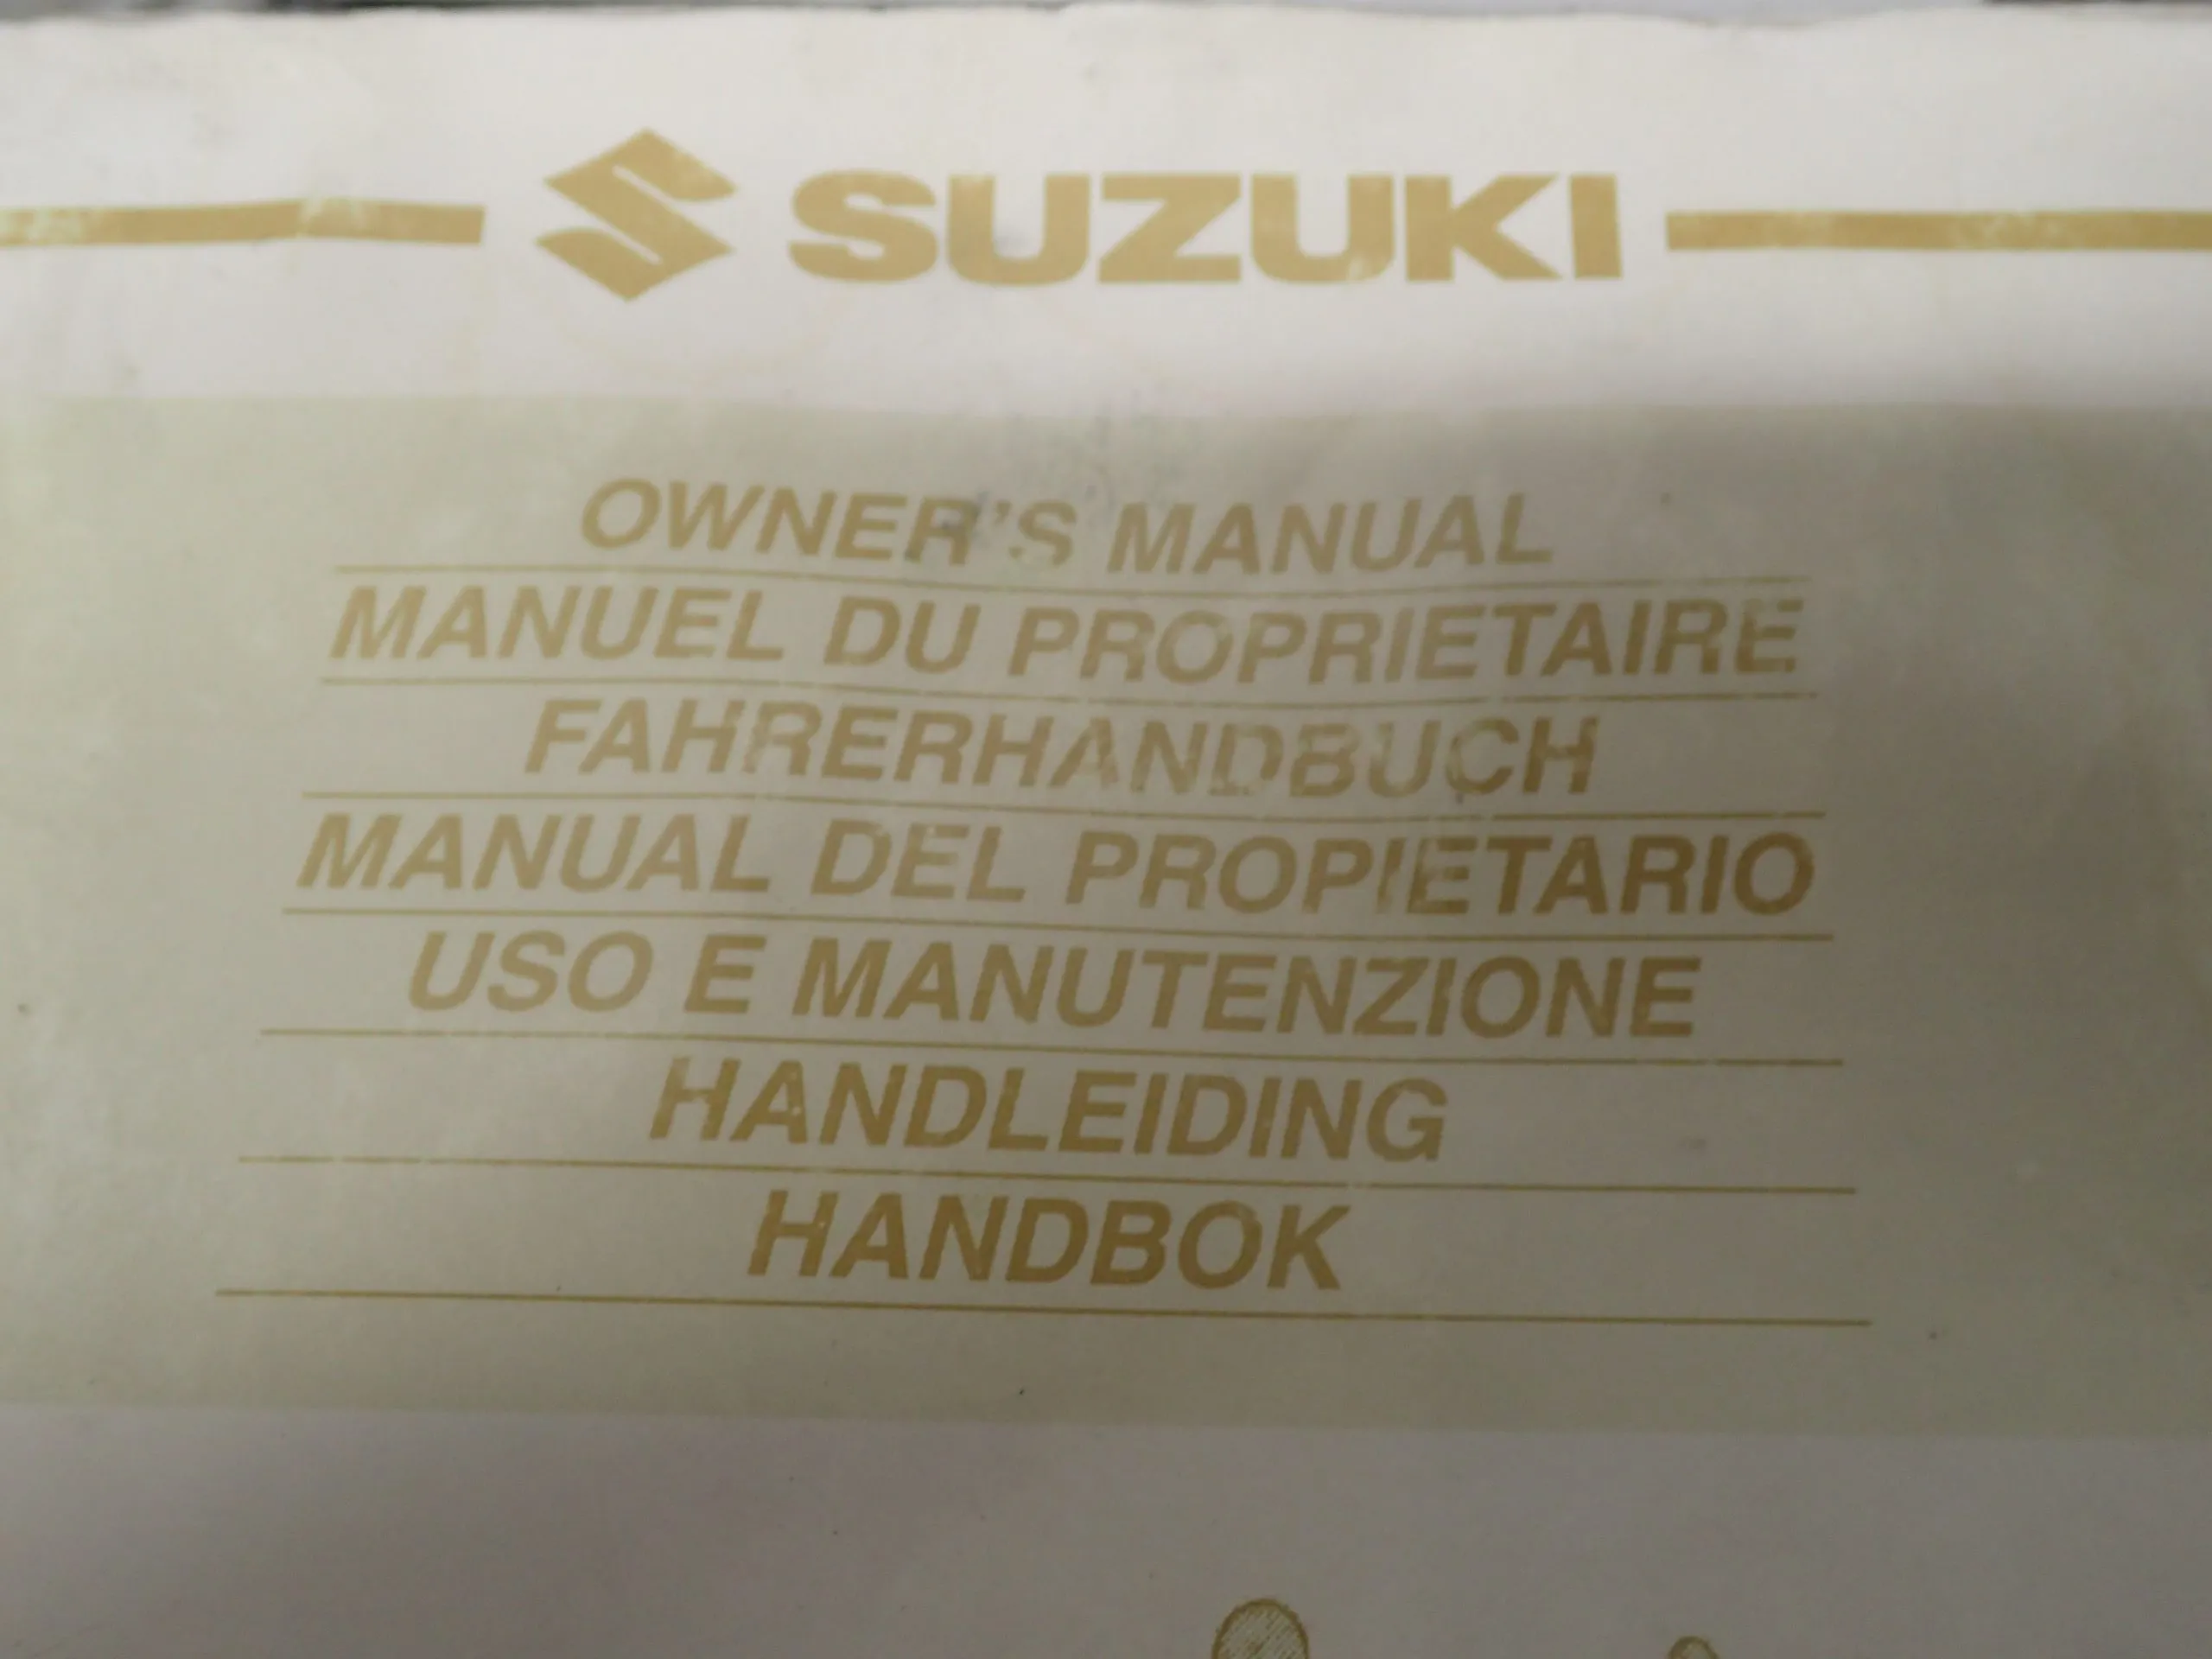 SUZUKI
OWNER'S MANUAL
MANUEL DU PROPRIETAIRE
FAHRERHANDBUCH
MANUAL DEL PROPIETARIO
USO E MANUTENZIONE
HANDLEIDING
HANDBOK